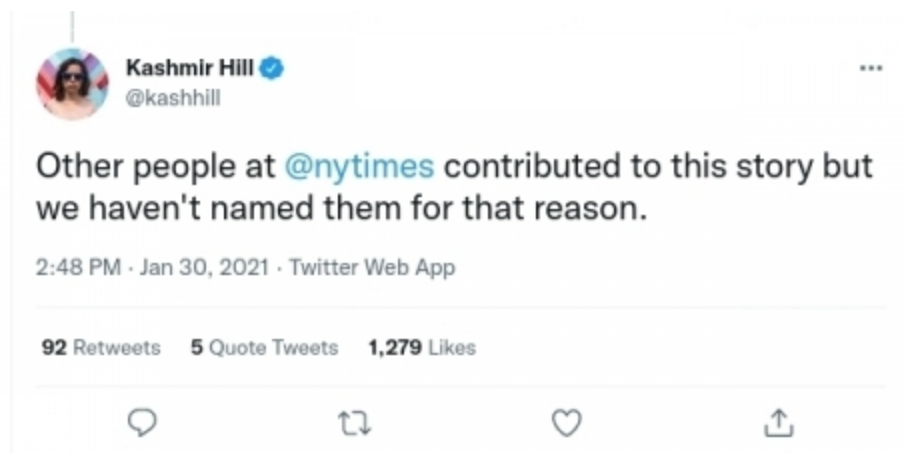 Kashmir Hill
@kashhill
Other people at @nytimes contributed to this story but
we haven't named them for that reason.
2:48 PM · Jan 30, 2021 · Twitter Web App
92 Retweets 5 Quote Tweets 1,279 Likes